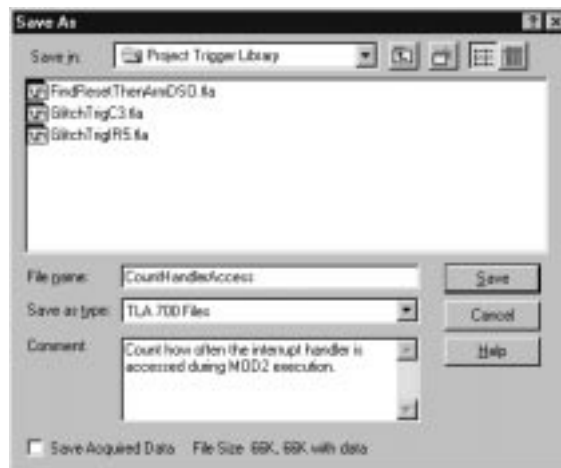 Save As
Save in:
Project Trigger Library
FindResetThenArmDSO.tla
GlitchTrigC3.tla
GlitchTrigIR5.tla
File name:
CountHandlerAccess
Save
Save as type:
TLA 700 Files
Cancel
Comment
Count how often the interrupt handler is
accessed during MOD2 execution.
Help
Save Acquired Data
File Size 66K, 66K with data